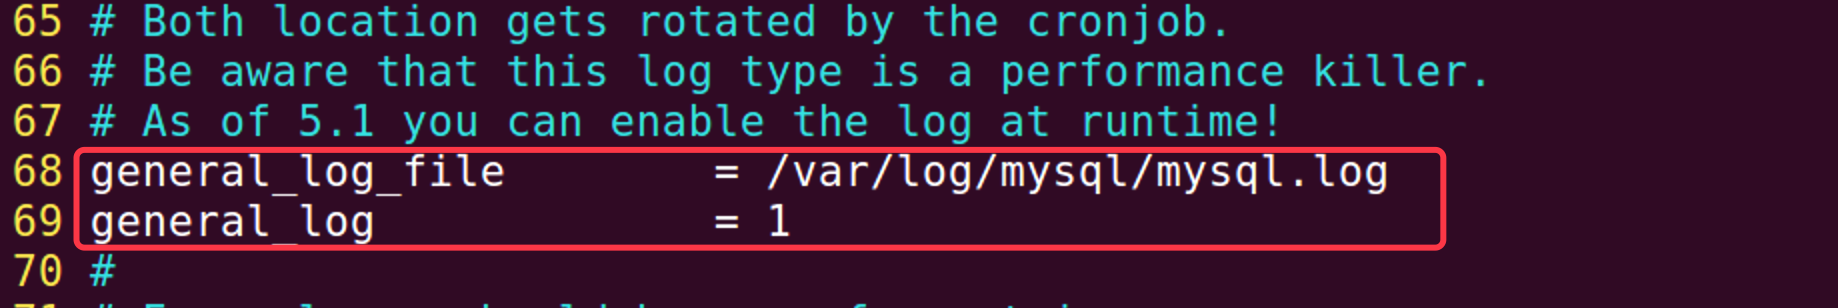 65 # Both location gets rotated by the cronjob.
66 # Be aware that this log type is a performance killer.
67 # As of 5.1 you can enable the log at runtime!
68 general_log_file        = /var/log/mysql/mysql.log
69 general_log             = 1
70 #